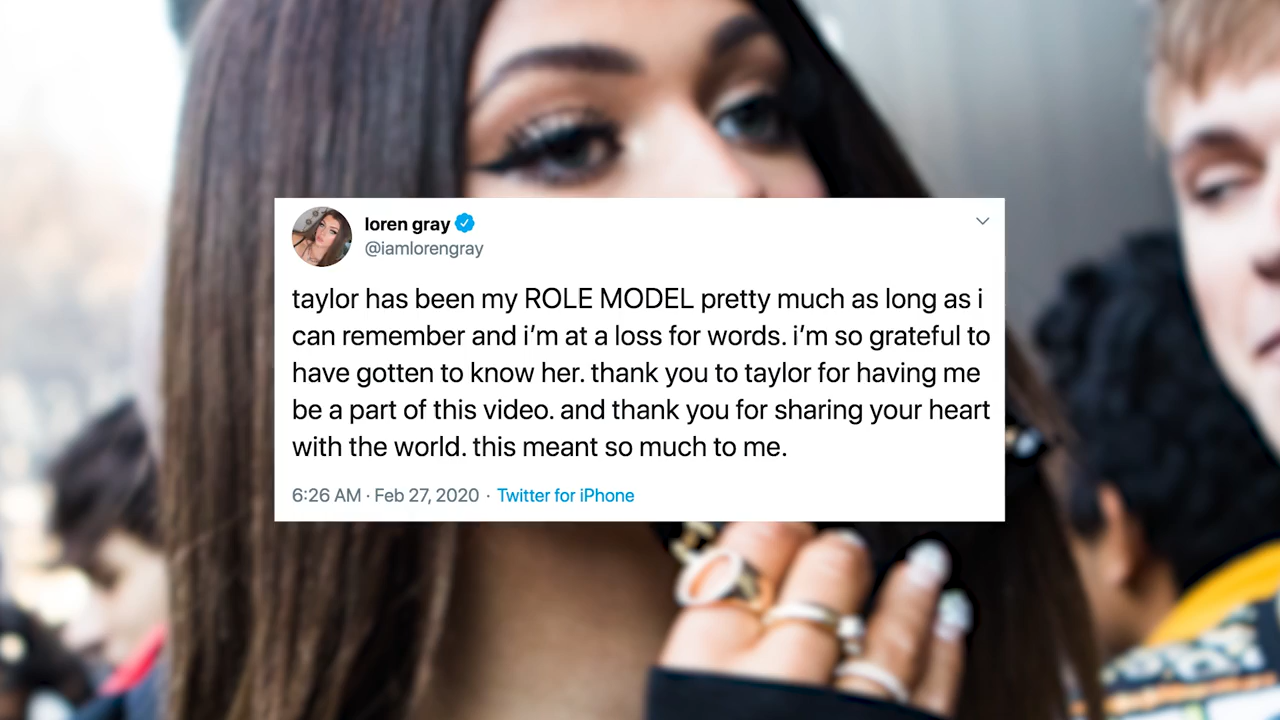 loren gray
@iamlorengray
taylor has been my ROLE MODEL pretty much as long as i
can remember and i’m at a loss for words. i’m so grateful to
have gotten to know her. thank you to taylor for having me
be a part of this video. and thank you for sharing your heart
with the world. this meant so much to me.
6:26 AM · Feb 27, 2020 · Twitter for iPhone